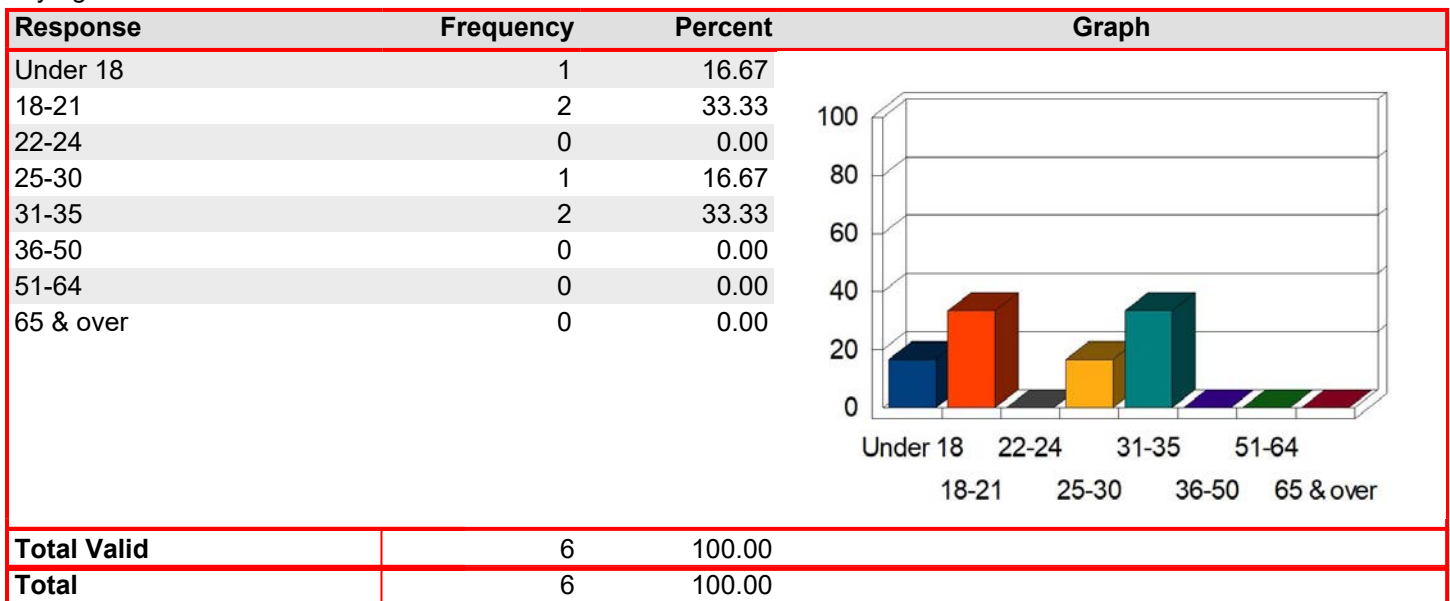 Response Frequency Percent Graph
Under 18 1 16.67
18-21 2 33.33
22-24 0 0.00
25-30 1 16.67
31-35 2 33.33
36-50 0 0.00
51-64 0 0.00
65 & over 0 0.00
100
80
60
40
20
0
Under 18 22-24 31-35 51-64
18-21 25-30 36-50 65 & over
Total Valid 6 100.00
Total 6 100.00